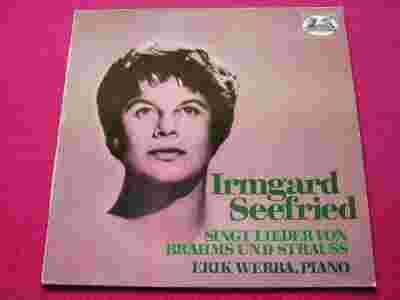 Irmgard
Seefried
SINGT LIEDER VON
BRAHMS UND STRAUSS
ERIK WERBA, PIANO